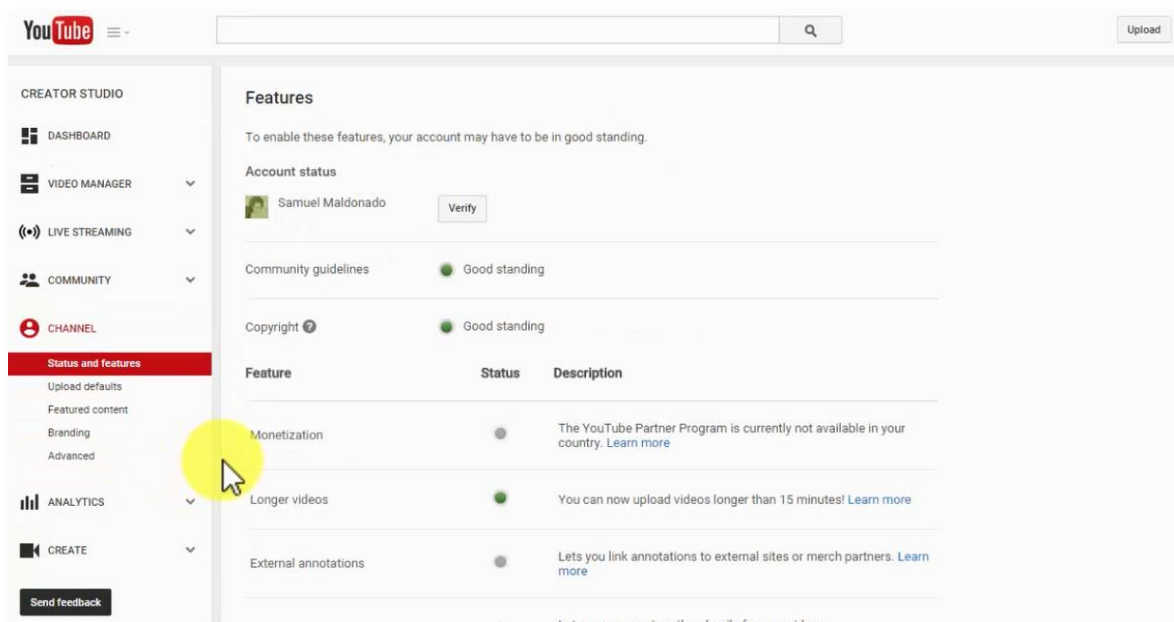 YouTube
Upload
CREATOR STUDIO
DASHBOARD
VIDEO MANAGER
LIVE STREAMING
COMMUNITY
CHANNEL
Status and features
Upload defaults
Featured content
Branding
Advanced
ANALYTICS
CREATE
Send feedback
Features
To enable these features, your account may have to be in good standing.
Account status
Samuel Maldonado
Verify
Community guidelines Good standing
Copyright ? Good standing
Feature Status Description
Monetization The YouTube Partner Program is currently not available in your
country. Learn more
Longer videos You can now upload videos longer than 15 minutes! Learn more
External annotations Lets you link annotations to external sites or merch partners. Learn
more